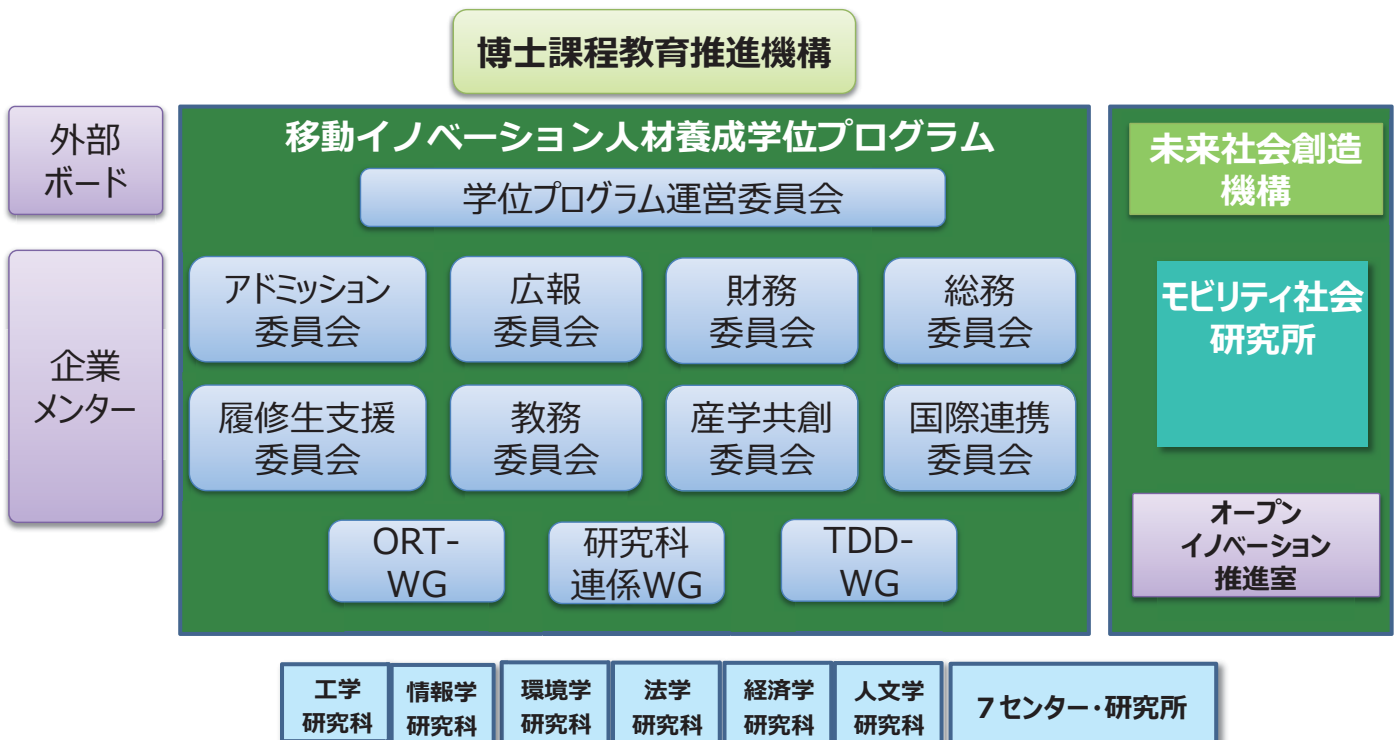 博士課程教育推進機構
外部
ボード
企業
メンター
移動イノベーション人材養成学位プログラム
学位プログラム運営委員会
アドミッション
委員会
広報
委員会
財務
委員会
総務
委員会
履修生支援
委員会
教務
委員会
産学共創
委員会
国際連携
委員会
ORT-
WG
研究科
連係WG
TDD-
WG
未来社会創造
機構
モビリティ社会
研究所
オープン
イノベーション
推進室
工学
研究科
情報学
研究科
環境学
研究科
法学
研究科
経済学
研究科
人文学
研究科
7センター・研究所